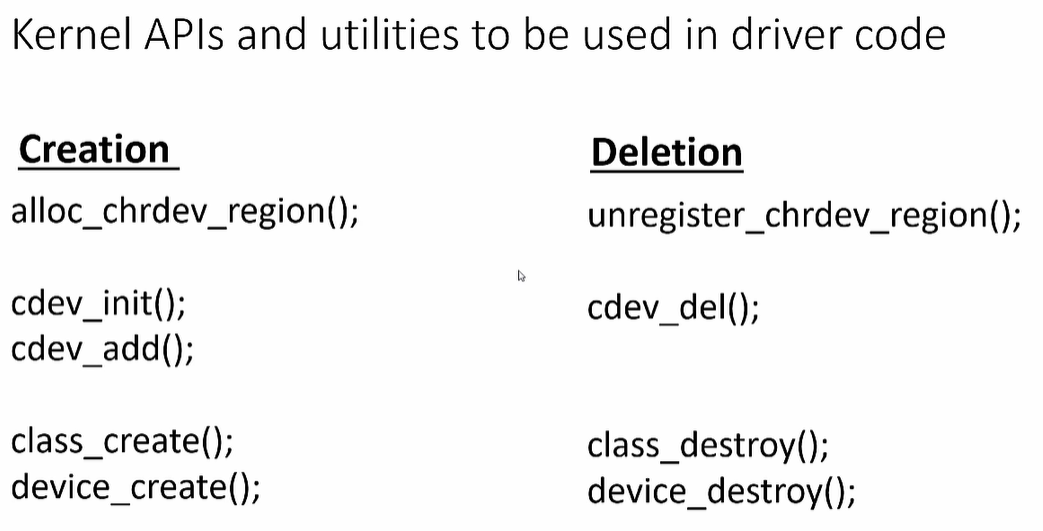 Kernel APIs and utilities to be used in driver code
Creation
alloc_chrdev_region();
cdev_init();
cdev_add();
class_create();
device_create();
Deletion
unregister_chrdev_region();
cdev_del();
class_destroy();
device_destroy();